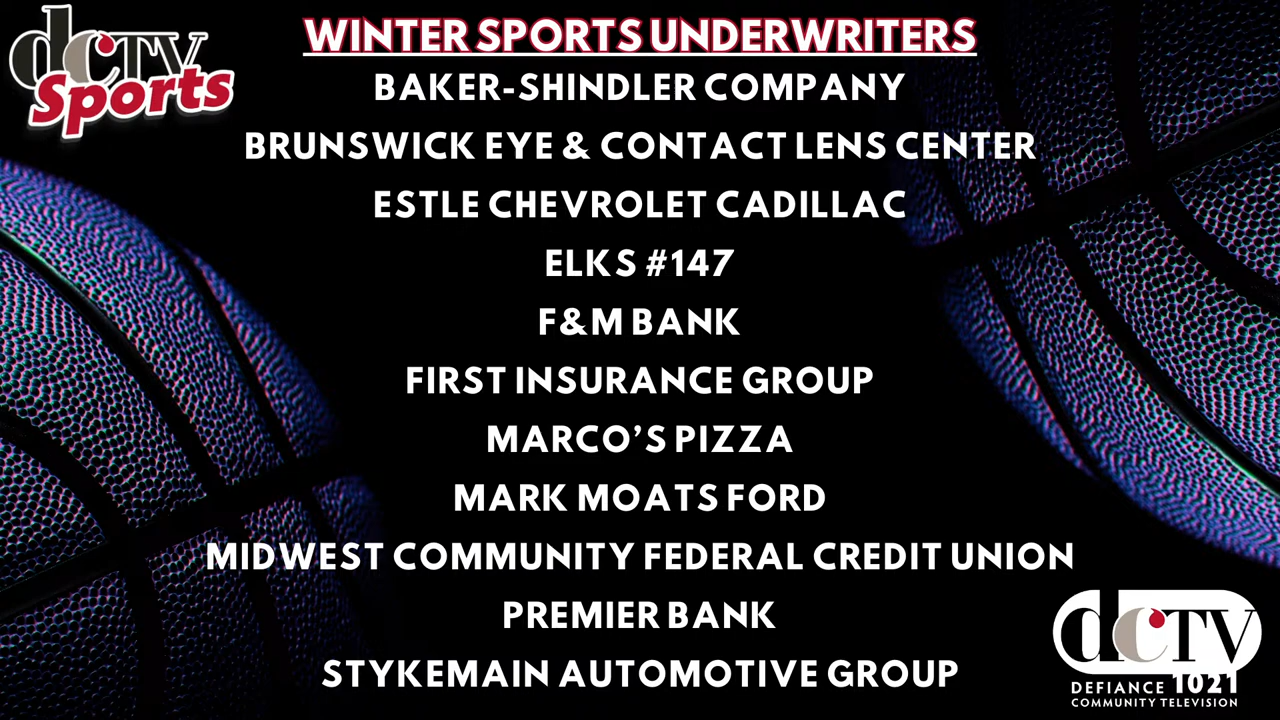 dcTV
Sports
WINTER SPORTS UNDERWRITERS
BAKER-SHINDLER COMPANY
BRUNSWICK EYE & CONTACT LENS CENTER
ESTLE CHEVROLET CADILLAC
ELKS #147
F&M BANK
FIRST INSURANCE GROUP
MARCO’S PIZZA
MARK MOATS FORD
MIDWEST COMMUNITY FEDERAL CREDIT UNION
PREMIER BANK
STYKEMAIN AUTOMOTIVE GROUP
dcTV
DEFIANCE 1021
COMMUNITY TELEVISION